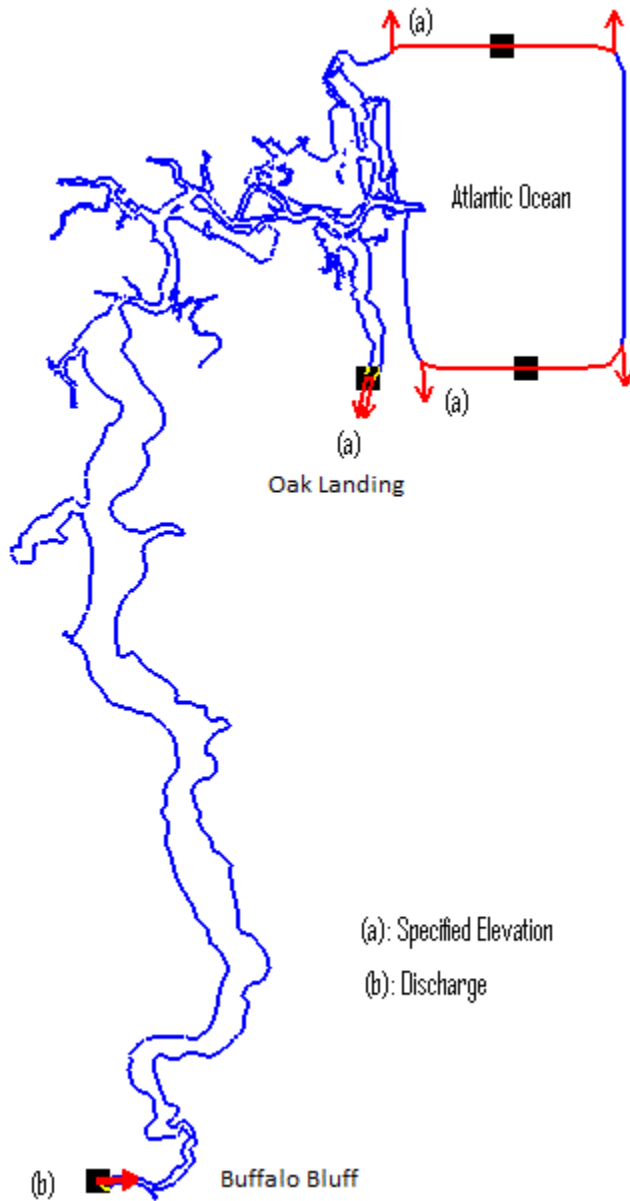 (a)
Atlantic Ocean
(a)
(a)
Oak Landing
(a): Specified Elevation
(b): Discharge
(b)
Buffalo Bluff